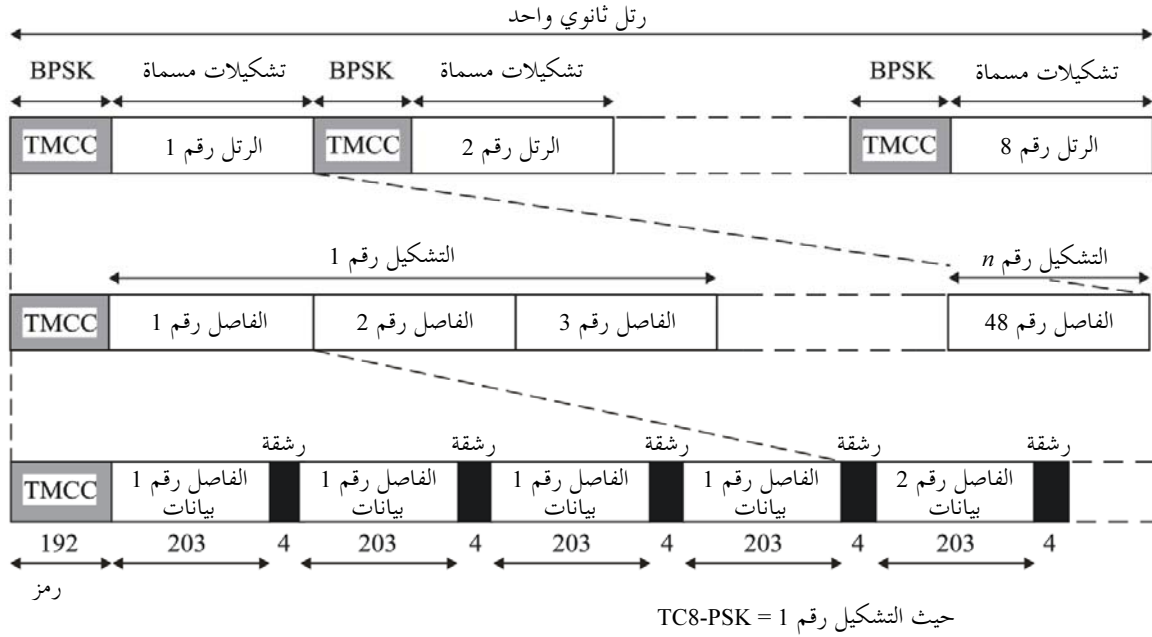 رتل ثانوي واحد
BPSK تشكيلات مسماة BPSK تشكيلات مسماة BPSK تشكيلات مسماة
TMCC الرتل رقم 1 TMCC الرتل رقم 2 TMCC الرتل رقم 8
التشكيل رقم 1 التشكيل رقم n
TMCC الفاصل رقم 1 الفاصل رقم 2 الفاصل رقم 3 الفاصل رقم 48
رشقة رشقة رشقة رشقة رشقة
TMCC الفاصل رقم 1 الفاصل رقم 1 الفاصل رقم 1 الفاصل رقم 1 الفاصل رقم 2
بيانات بيانات بيانات بيانات بيانات
192 203 4 203 4 203 4 203 4 203 4
رمز
حيث التشكيل رقم 1 = TC8-PSK